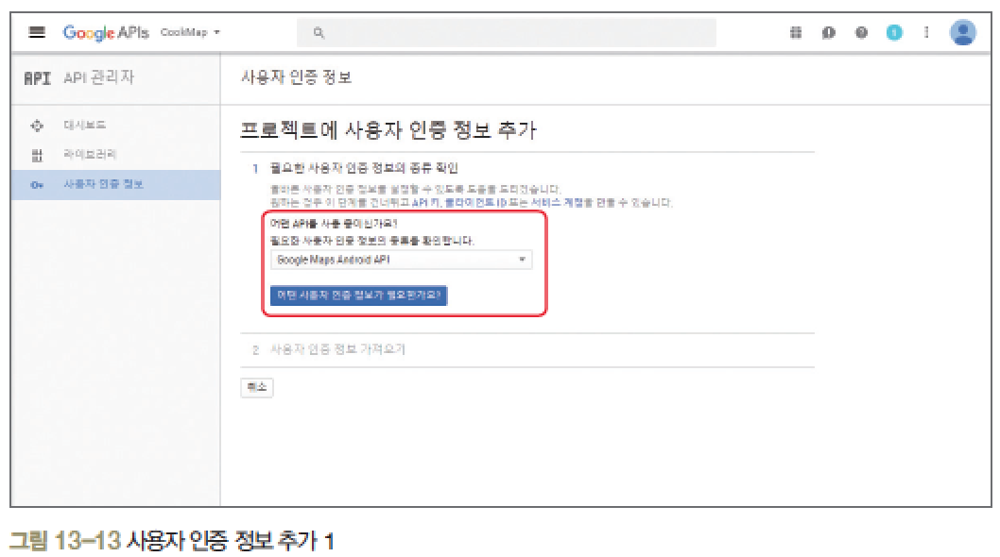 Google APIs CookMap
API API 관리자
사용자 인증 정보
대시보드
라이브러리
사용자 인증 정보
프로젝트에 사용자 인증 정보 추가
1 필요한 사용자 인증 정보의 종류 확인
올바른 사용자 인증 정보를 설정할 수 있도록 도움을 드리겠습니다.
원하는 경우 이 단계를 건너뛰고 API 키, 클라이언트 ID 또는 서비스 계정을 만들 수 있습니다.
어떤 API를 사용 중이신가요?
필요한 사용자 인증 정보의 종류를 확인합니다.
Google Maps Android API
어떤 사용자 인증 정보가 필요한가요?
2 사용자 인증 정보 가져오기
취소
그림 13-13 사용자 인증 정보 추가 1